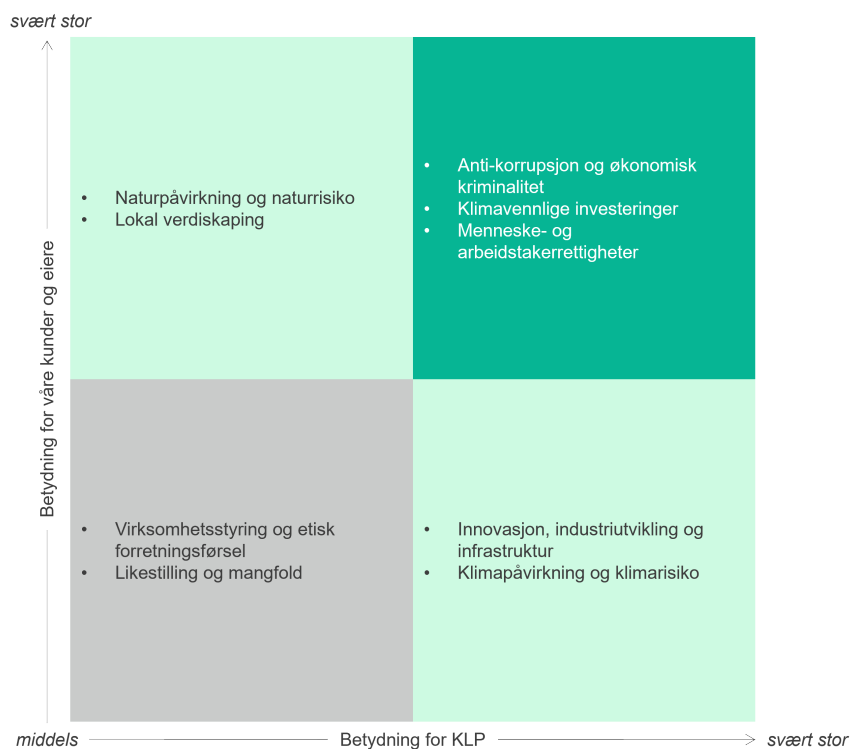 svært stor
Betydning for våre kunder og eiere
• Naturpåvirkning og naturrisiko
• Lokal verdiskaping
• Anti-korrupsjon og økonomisk
kriminalitet
• Klimavennlige investeringer
• Menneske- og
arbeidstakerrettigheter
• Virksomhetsstyring og etisk
forretningsførsel
• Likestilling og mangfold
• Innovasjon, industriutvikling og
infrastruktur
• Klimapåvirkning og klimarisiko
middels
Betydning for KLP
svært stor